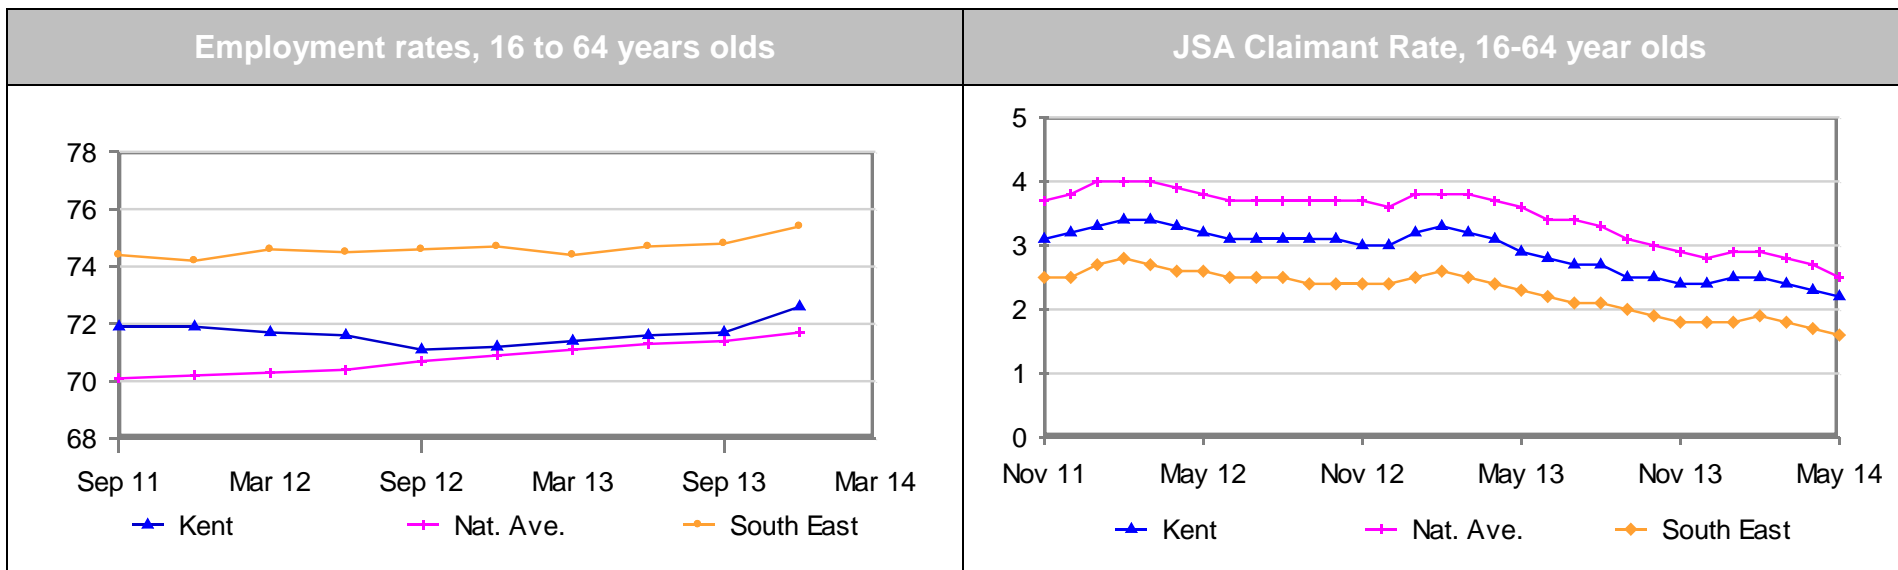 Employment rates, 16 to 64 years olds
78
76
74
72
70
68
Sep 11 Mar 12 Sep 12 Mar 13 Sep 13 Mar 14
Kent Nat. Ave. South East
JSA Claimant Rate, 16-64 year olds
5
4
3
2
1
0
Nov 11 May 12 Nov 12 May 13 Nov 13 May 14
Kent Nat. Ave. South East